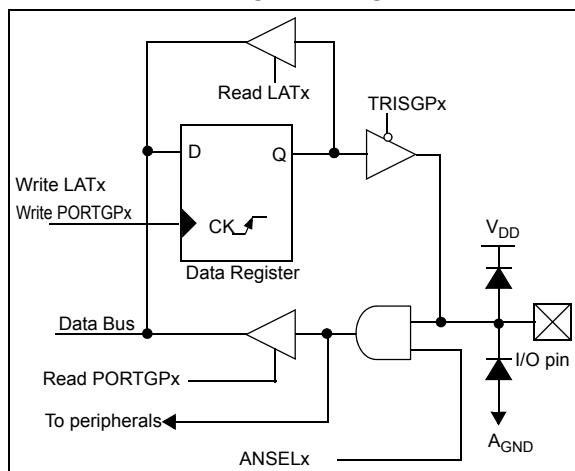 Read LATx
TRISGPx
D
Q
Write LATx
Write PORTGPx
CK
Data Register
VDD
Data Bus
I/O pin
Read PORTGPx
To peripherals
AGND
ANSELx